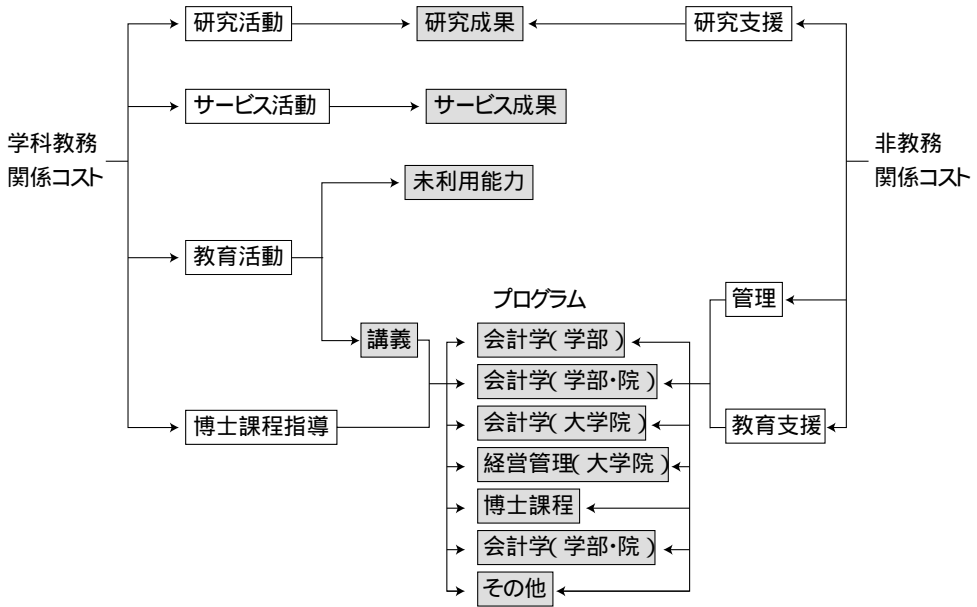 研究活動
研究成果
研究支援
サービス活動
サービス成果
学科教務
関係コスト
非教務
関係コスト
未利用能力
教育活動
プログラム
管理
講義
会計学(学部)
会計学(学部・院)
博士課程指導
会計学(大学院)
教育支援
経営管理(大学院)
博士課程
会計学(学部・院)
その他